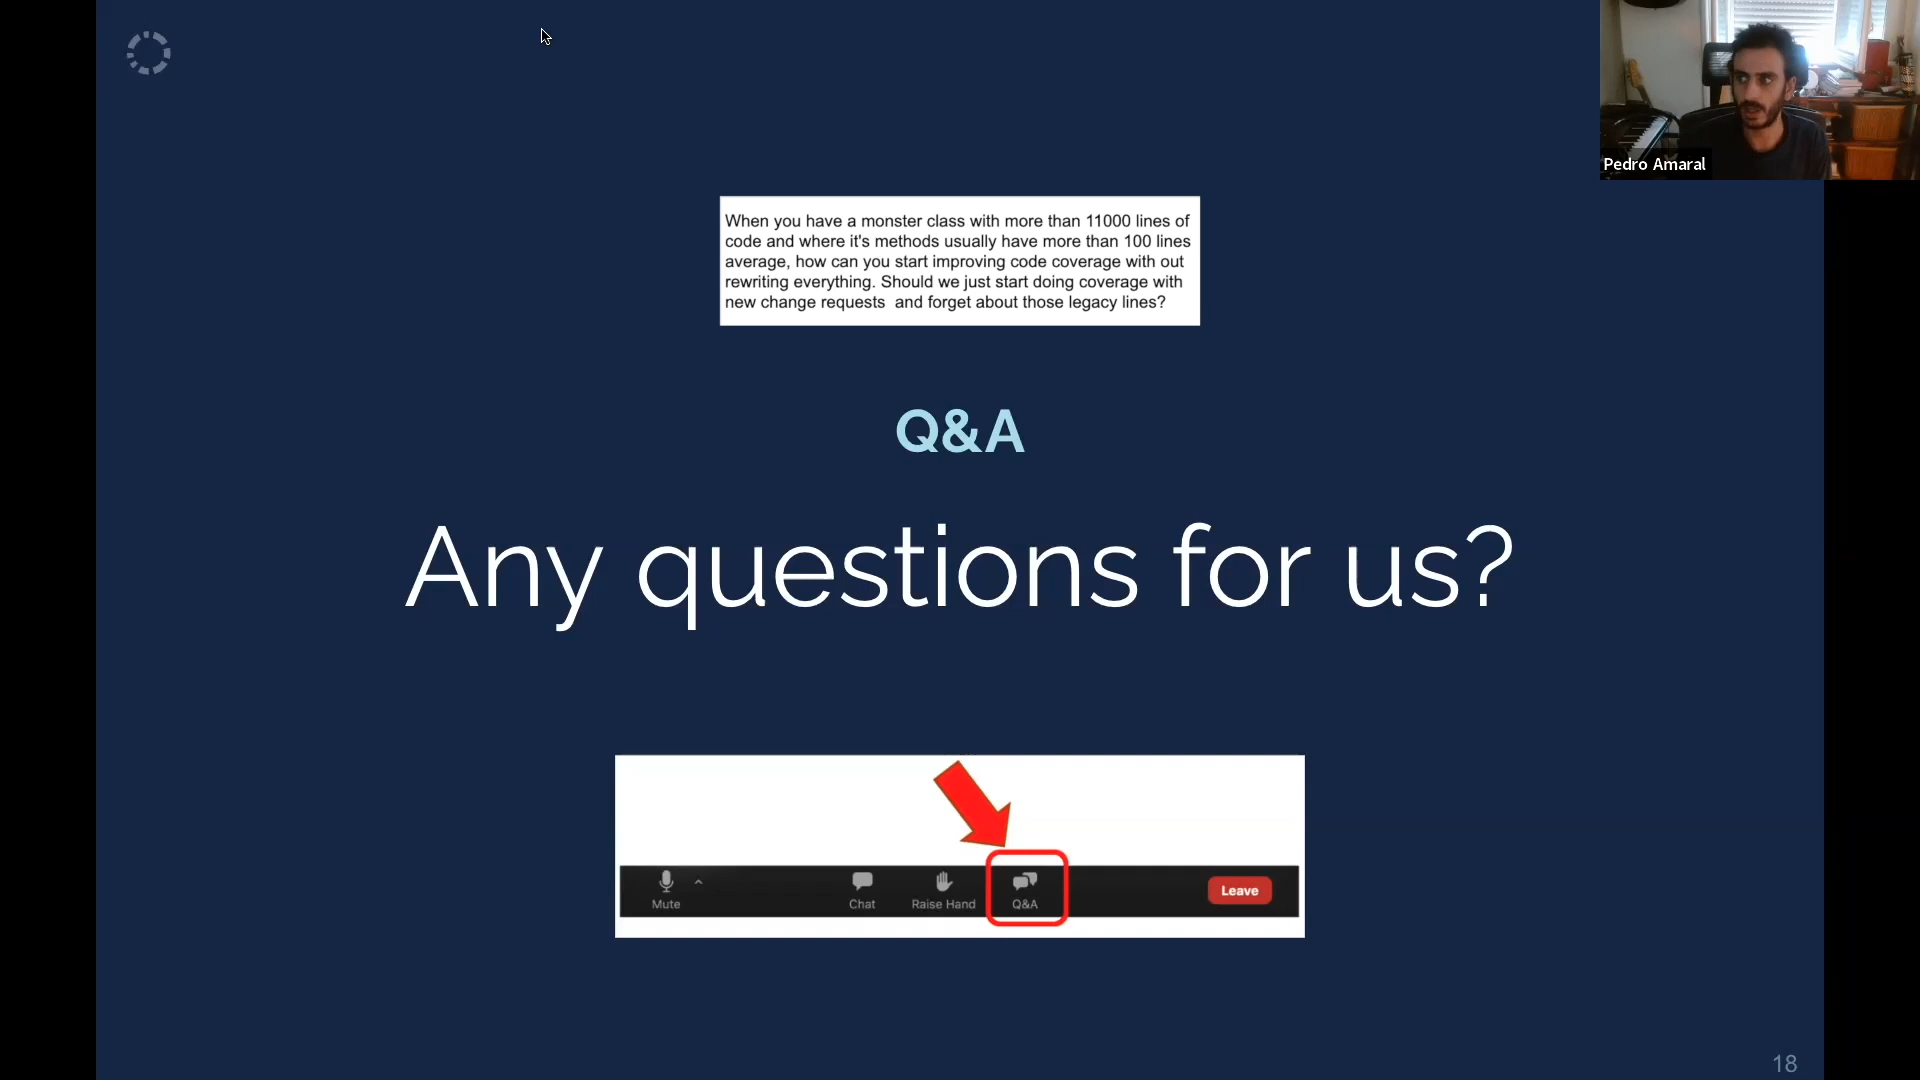 Pedro Amaral
When you have a monster class with more than 11000 lines of
code and where it's methods usually have more than 100 lines
average, how can you start improving code coverage with out
rewriting everything. Should we just start doing coverage with
new change requests  and forget about those legacy lines?
Q&A
Any questions for us?
Mute
Chat
Raise Hand
Q&A
Leave
18